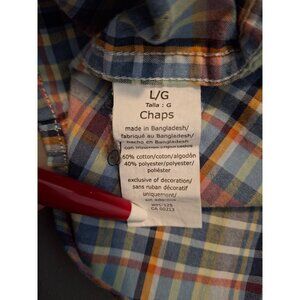 L/G
Talla : G
Chaps
made in Bangladesh/
fabriqué au Bangladesh/
hecho en Bangladesh
60% cotton/coton/algodón
40% polyester/polyester/
poliéster
exclusive of decoration/
sans ruban décoratif
uniquement/
CA 00213